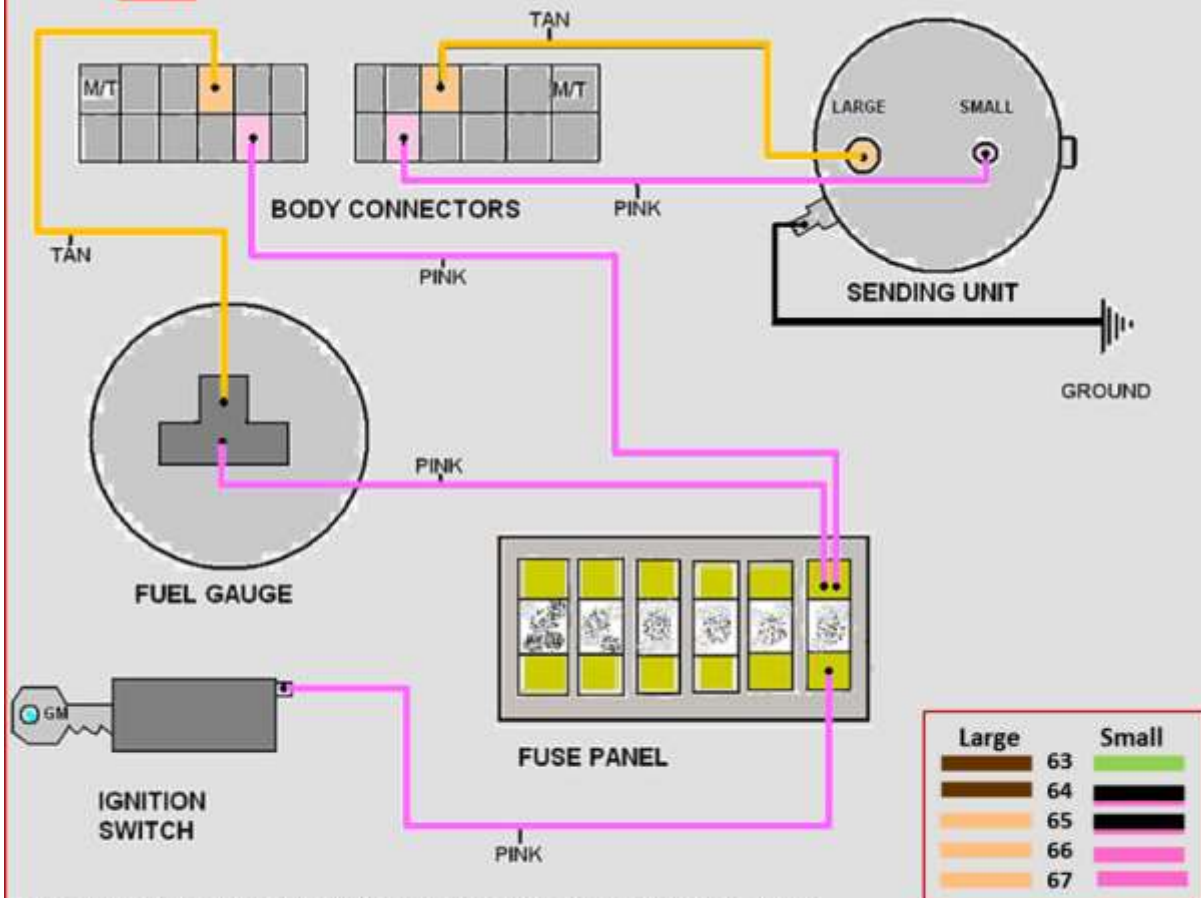 TAN
M/T
M/T
LARGE
SMALL
BODY CONNECTORS
PINK
TAN
PINK
SENDING UNIT
GROUND
PINK
FUEL GAUGE
GM
FUSE PANEL
IGNITION
SWITCH
PINK
Large Small
63
64
65
66
67